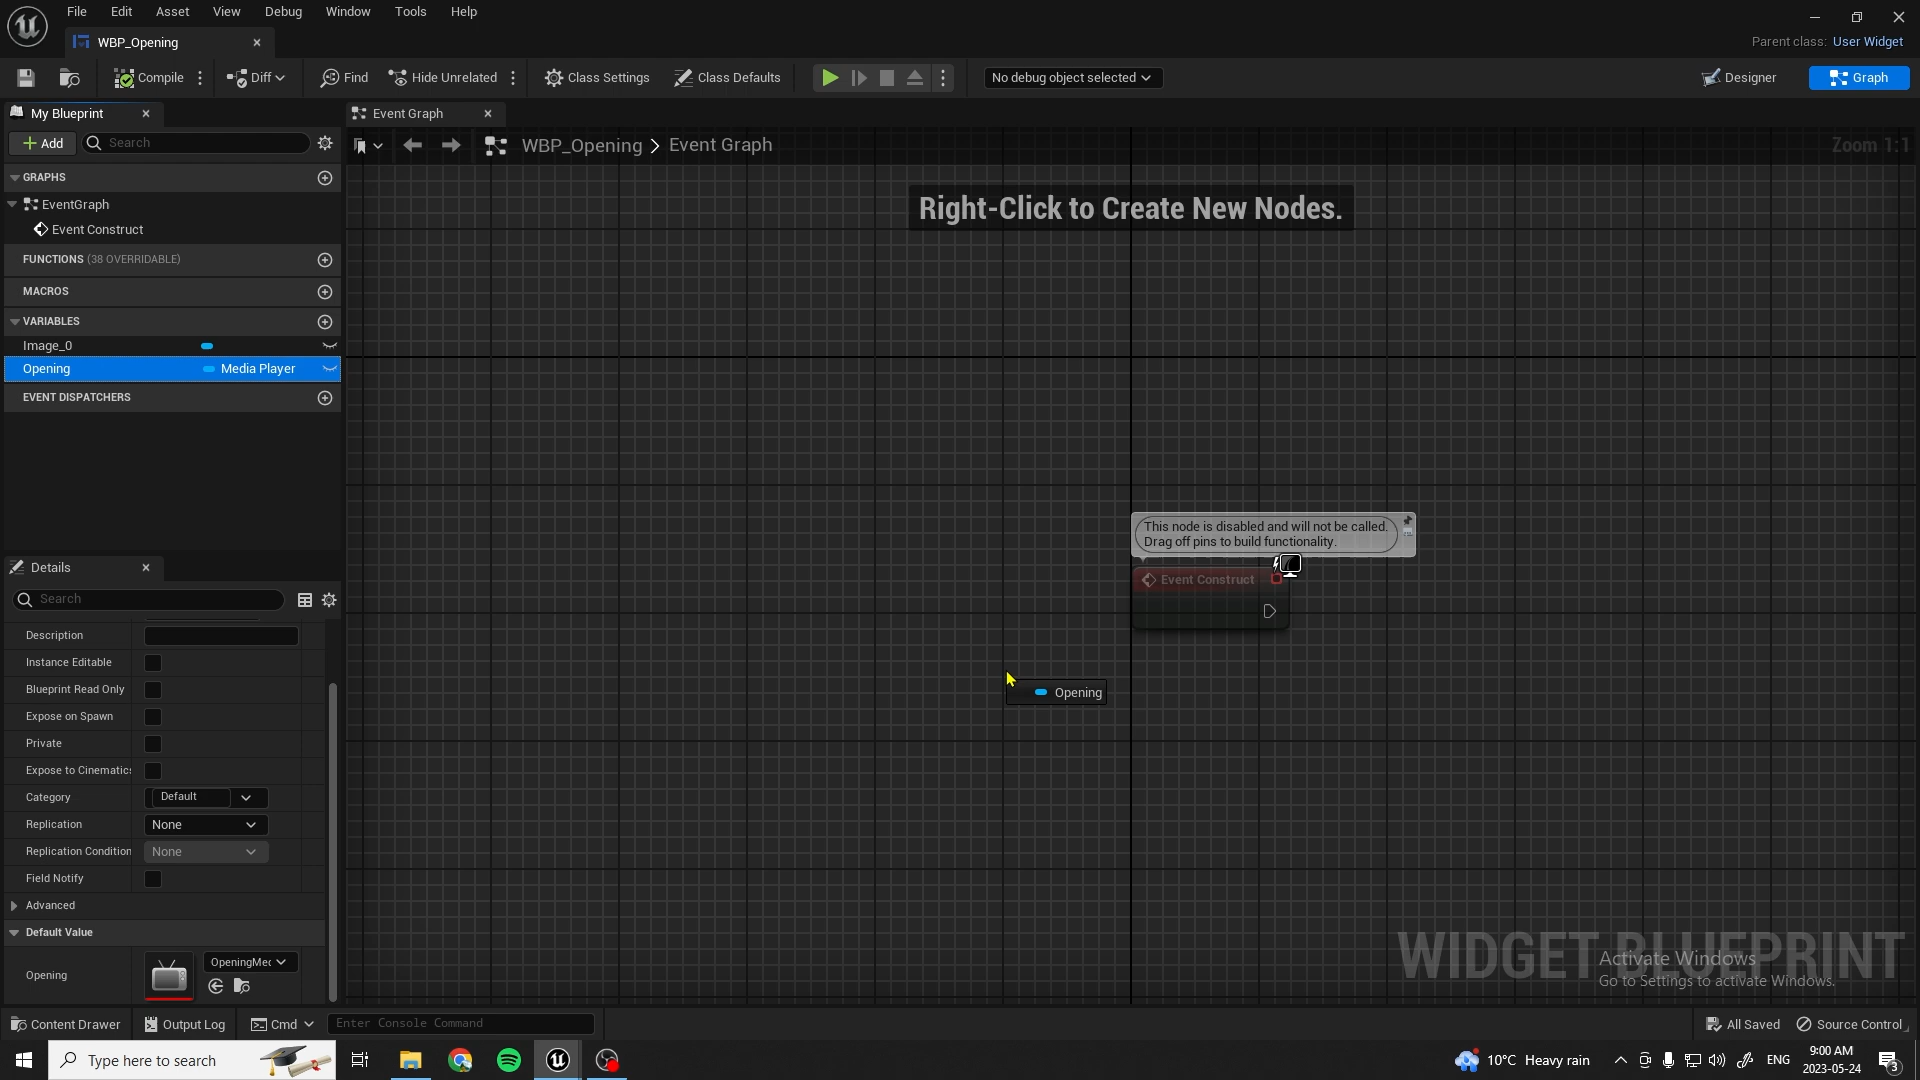 File Edit Asset View Debug Window Tools Help
WBP_Opening
Parent class: User Widget
Compile Diff Find Hide Unrelated Class Settings Class Defaults No debug object selected Designer Graph
My Blueprint
Event Graph
Add
Search
WBP_Opening > Event Graph
Zoom 1:1
GRAPHS
EventGraph
Event Construct
FUNCTIONS (38 OVERRIDABLE)
MACROS
VARIABLES
Image_0
Opening Media Player
EVENT DISPATCHERS
Right-Click to Create New Nodes.
This node is disabled and will not be called.
Drag off pins to build functionality.
Event Construct
Opening
Details
Search
Description
Instance Editable
Blueprint Read Only
Expose on Spawn
Private
Expose to Cinematics
Category Default
Replication None
Replication Condition None
Field Notify
Advanced
Default Value
Opening OpeningMec
WIDGET BLUEPRINT
Activate Windows
Go to Settings to activate Windows.
Content Drawer Output Log Cmd Enter Console Command All Saved Source Control
Type here to search
10°C Heavy rain ENG
9:00 AM
2023-05-24
3